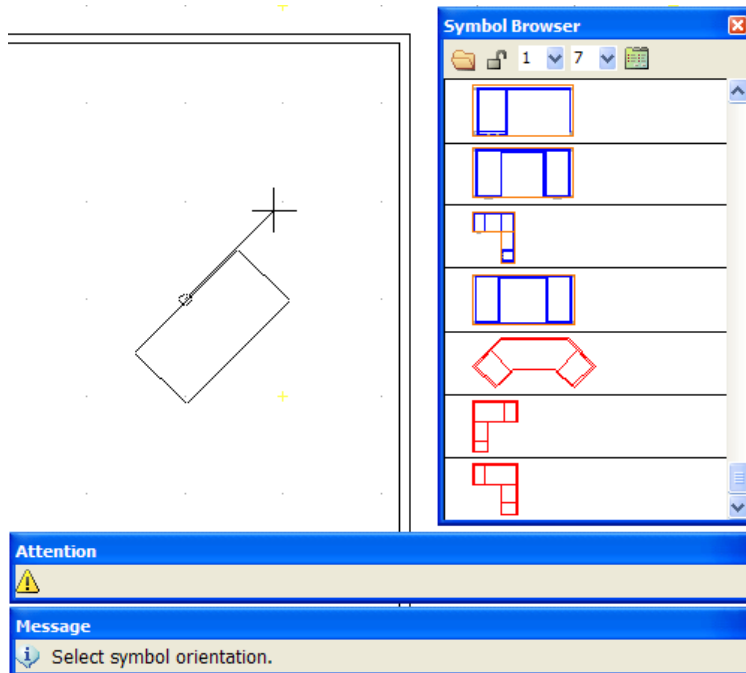 Symbol Browser
1 7
Attention
Message
Select symbol orientation.